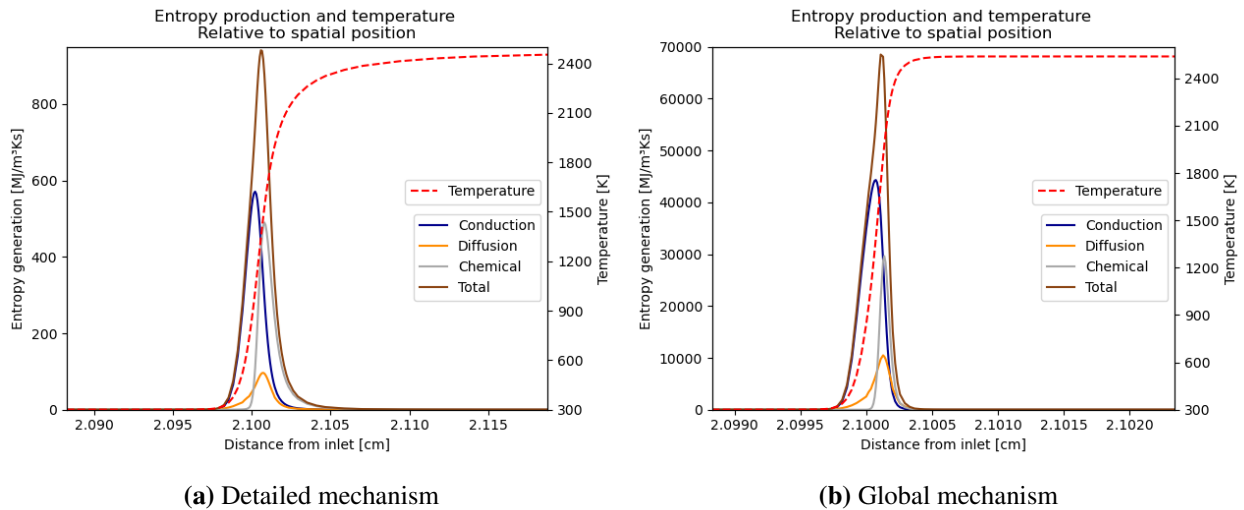 Entropy production and temperature
Relative to spatial position
Entropy generation [MJ/m³Ks]
800
600
400
200
0
2400
2100
1800
1500
1200
900
600
300
Temperature [K]
Temperature
Conduction
Diffusion
Chemical
Total
2.090 2.095 2.100 2.105 2.110 2.115
Distance from inlet [cm]
(a) Detailed mechanism
Entropy production and temperature
Relative to spatial position
Entropy generation [MJ/m³Ks]
70000
60000
50000
40000
30000
20000
10000
0
2400
2100
1800
1500
1200
900
600
300
Temperature [K]
Temperature
Conduction
Diffusion
Chemical
Total
2.0990 2.0995 2.1000 2.1005 2.1010 2.1015 2.1020
Distance from inlet [cm]
(b) Global mechanism